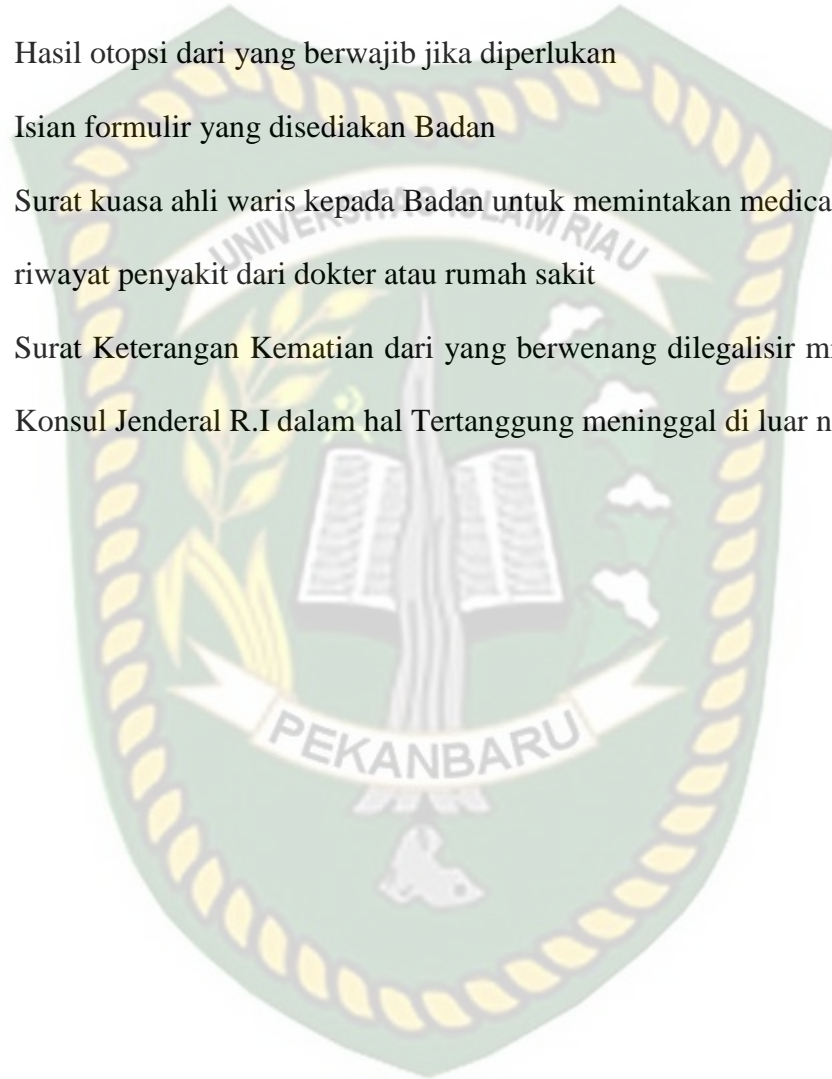 Hasil otopsi dari yang berwajib jika diperlukan
Isian formulir yang disediakan Badan
Surat kuasa ahli waris kepada Badan untuk memintakan
riwayat penyakit dari dokter atau rumah sakit
Surat Keterangan Kematian dari yang berwenang dilegalisir
Konsul Jenderal R.I dalam hal Tertanggung meninggal di luar
UNIVERSITAS ISLAM RIAU
PEKANBARU